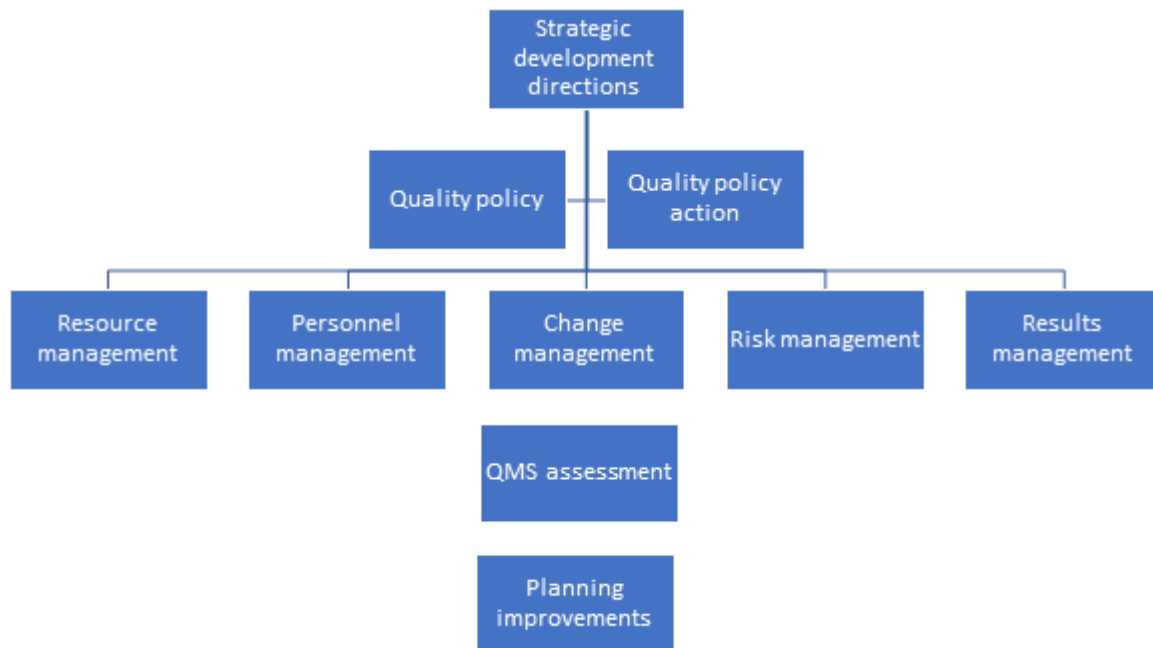 Strategic
development
directions
Quality policy
Quality policy
action
Resource
management
Personnel
management
Change
management
Risk management
Results
management
QMS assessment
Planning
improvements